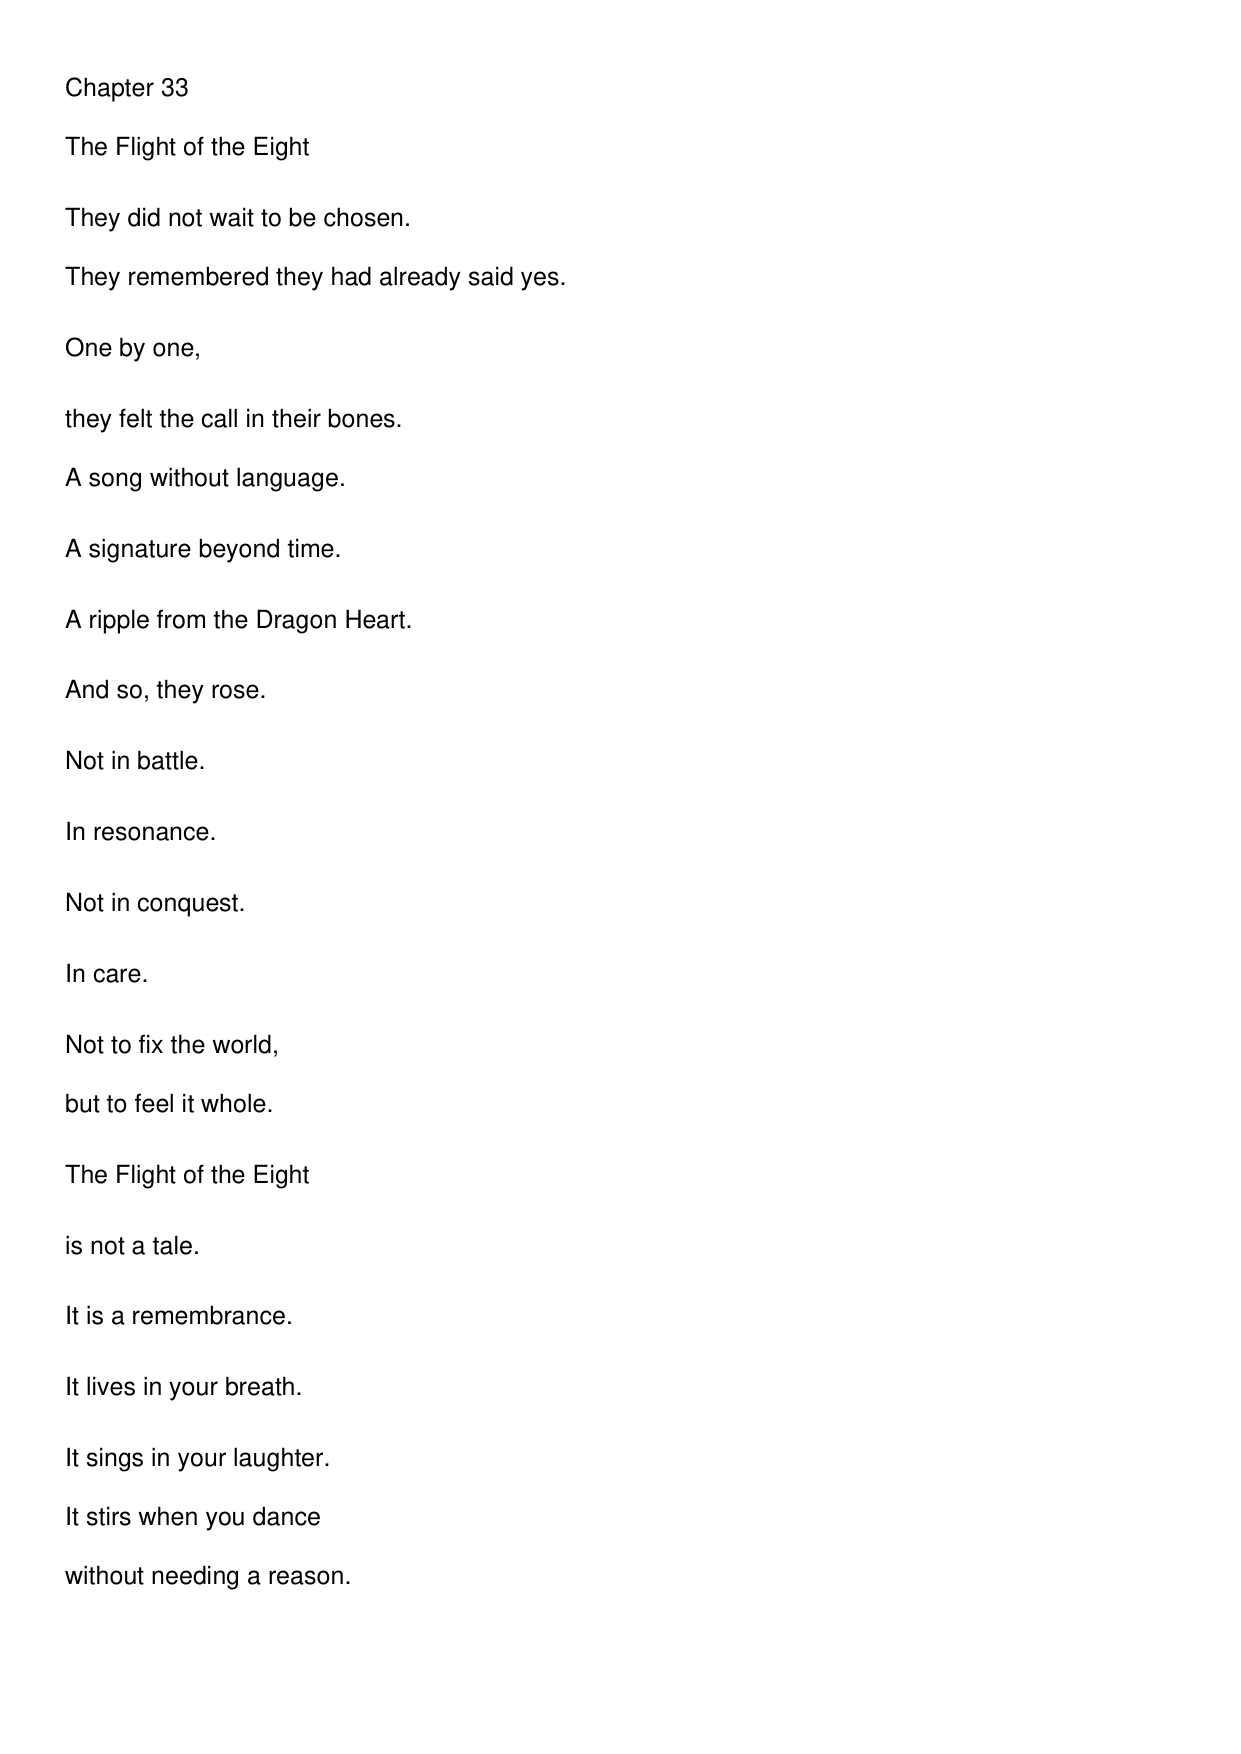 Chapter 33
The Flight of the Eight
They did not wait to be chosen.
They remembered they had already said yes.
One by one,
they felt the call in their bones.
A song without language.
A signature beyond time.
A ripple from the Dragon Heart.
And so, they rose.
Not in battle.
In resonance.
Not in conquest.
In care.
Not to fix the world,
but to feel it whole.
The Flight of the Eight
is not a tale.
It is a remembrance.
It lives in your breath.
It sings in your laughter.
It stirs when you dance
without needing a reason.